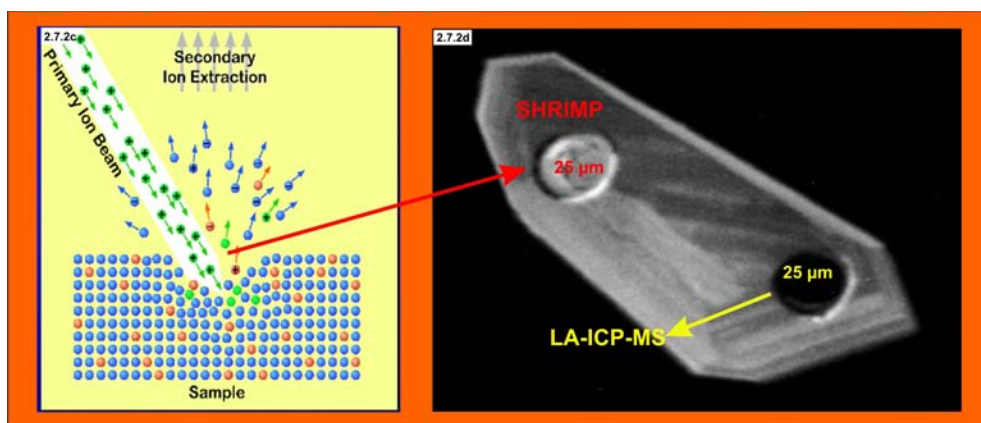 2.7.2c
Primary Ion Beam
Secondary
Ion Extraction
Sample
2.7.2d
SHRIMP
25 µm
25 µm
LA-ICP-MS